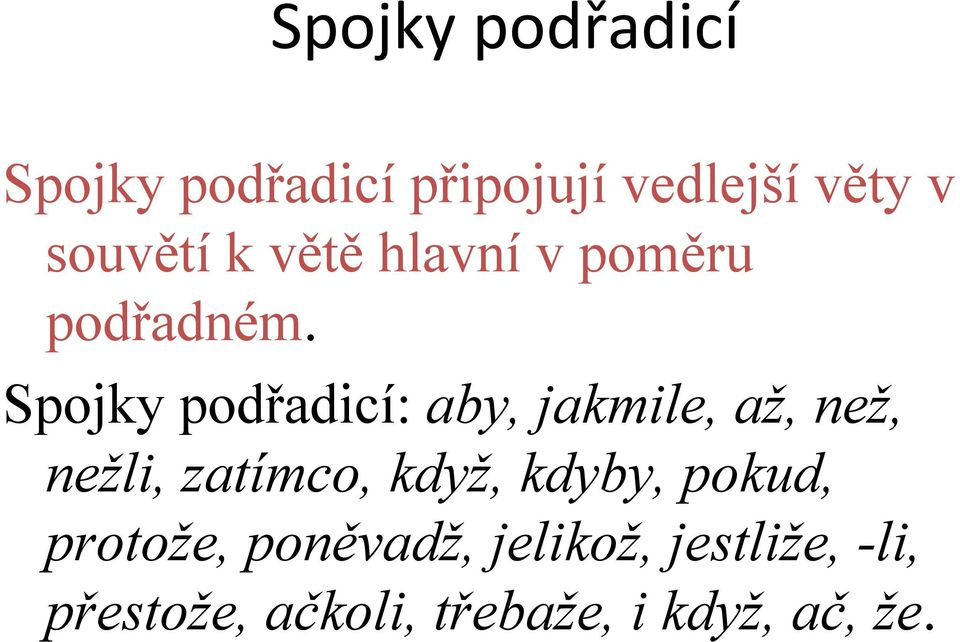 Spojky podřadicí
Spojky podřadicí připojují vedlejší věty v
souvětí k větě hlavní v poměru
podřadném.
Spojky podřadicí: aby, jakmile, až, než,
nežli, zatímco, když, kdyby, pokud,
protože, poněvadž, jelikož, jestliže, -li,
přestože, ačkoli, třebaže, i když, ač, že.